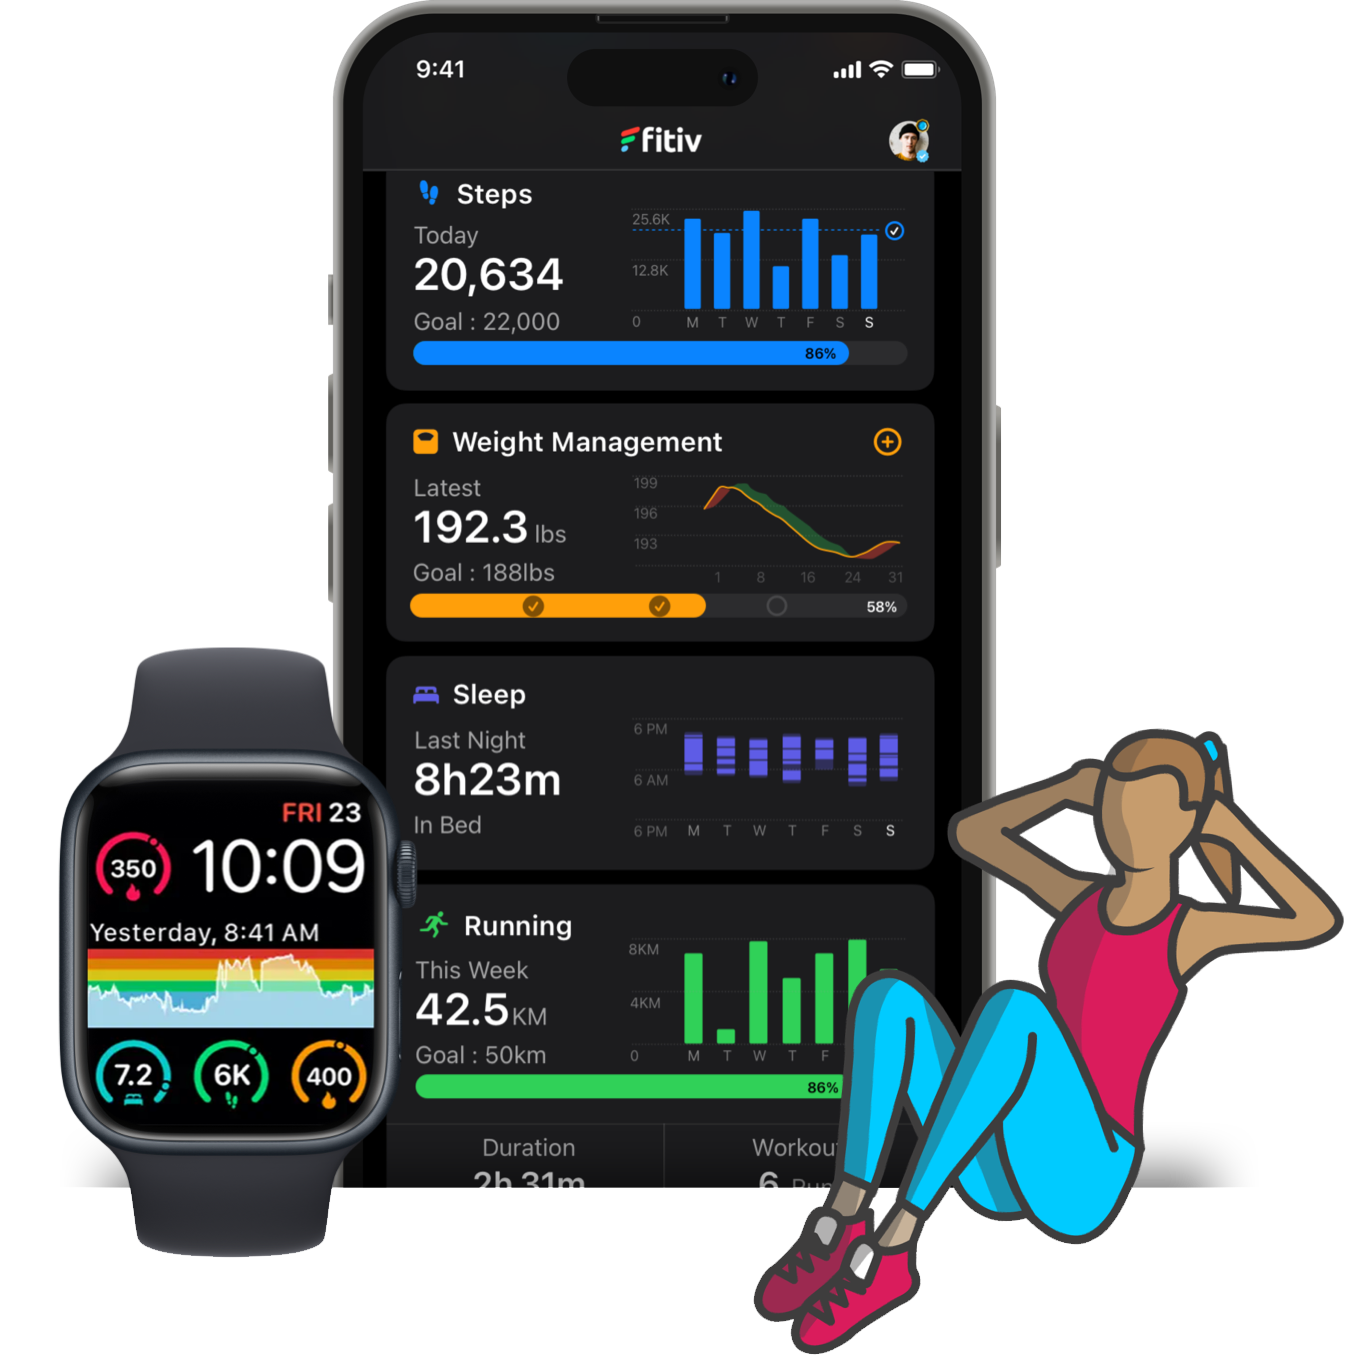 9:41
fitiv
Steps
Today
20,634
Goal : 22,000
25.6K
12.8K
0
M T W T F S S
86%
Weight Management
Latest
192.3 lbs
Goal : 188lbs
199
196
193
1 8 16 24 31
58%
Sleep
Last Night
8h23m
In Bed
6 PM
6 AM
6 PM M T W T F S S
Running
This Week
42.5KM
Goal : 50km
8KM
4KM
0 M T W T F
86%
Duration
2h 31m
Workou
6 Run
FRI 23
350
10:09
Yesterday, 8:41 AM
7.2 6K 400